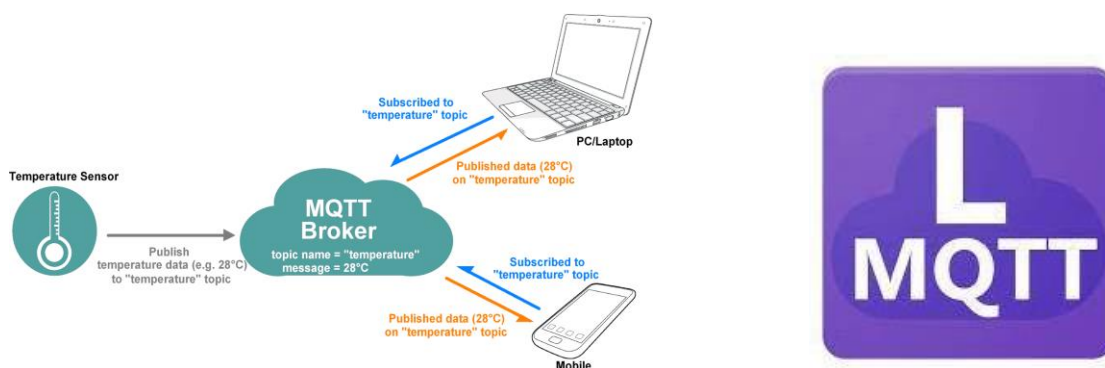 Temperature Sensor
Publish
temperature data (e.g. 28°C)
to "temperature" topic
MQTT
Broker
topic name = "temperature"
message = 28°C
Subscribed to
"temperature" topic
PC/Laptop
Published data (28°C)
on "temperature" topic
Subscribed to
"temperature" topic
Published data (28°C)
on "temperature" topic
Mobile
L
MQTT